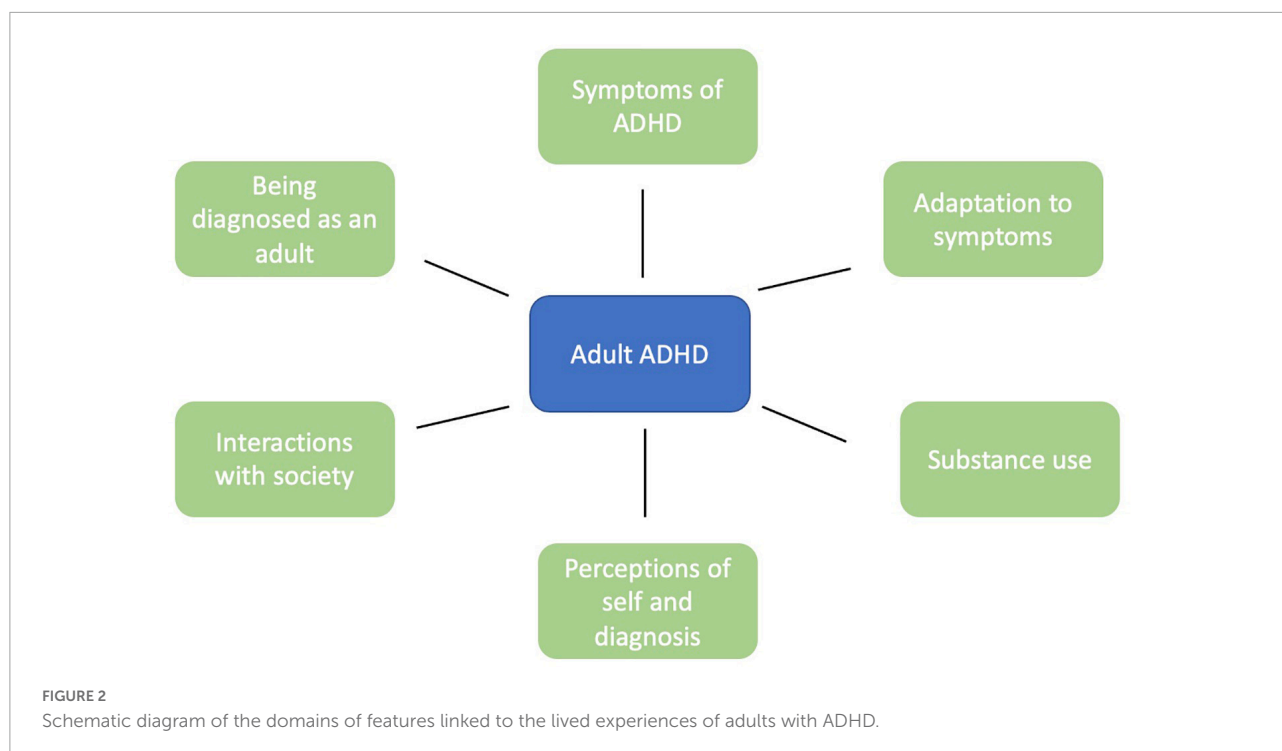 Symptoms of
ADHD
Being
diagnosed as an
adult
Adaptation to
symptoms
Adult ADHD
Interactions
with society
Substance use
Perceptions of
self and
diagnosis
FIGURE 2
Schematic diagram of the domains of features linked to the lived experiences of adults with ADHD.